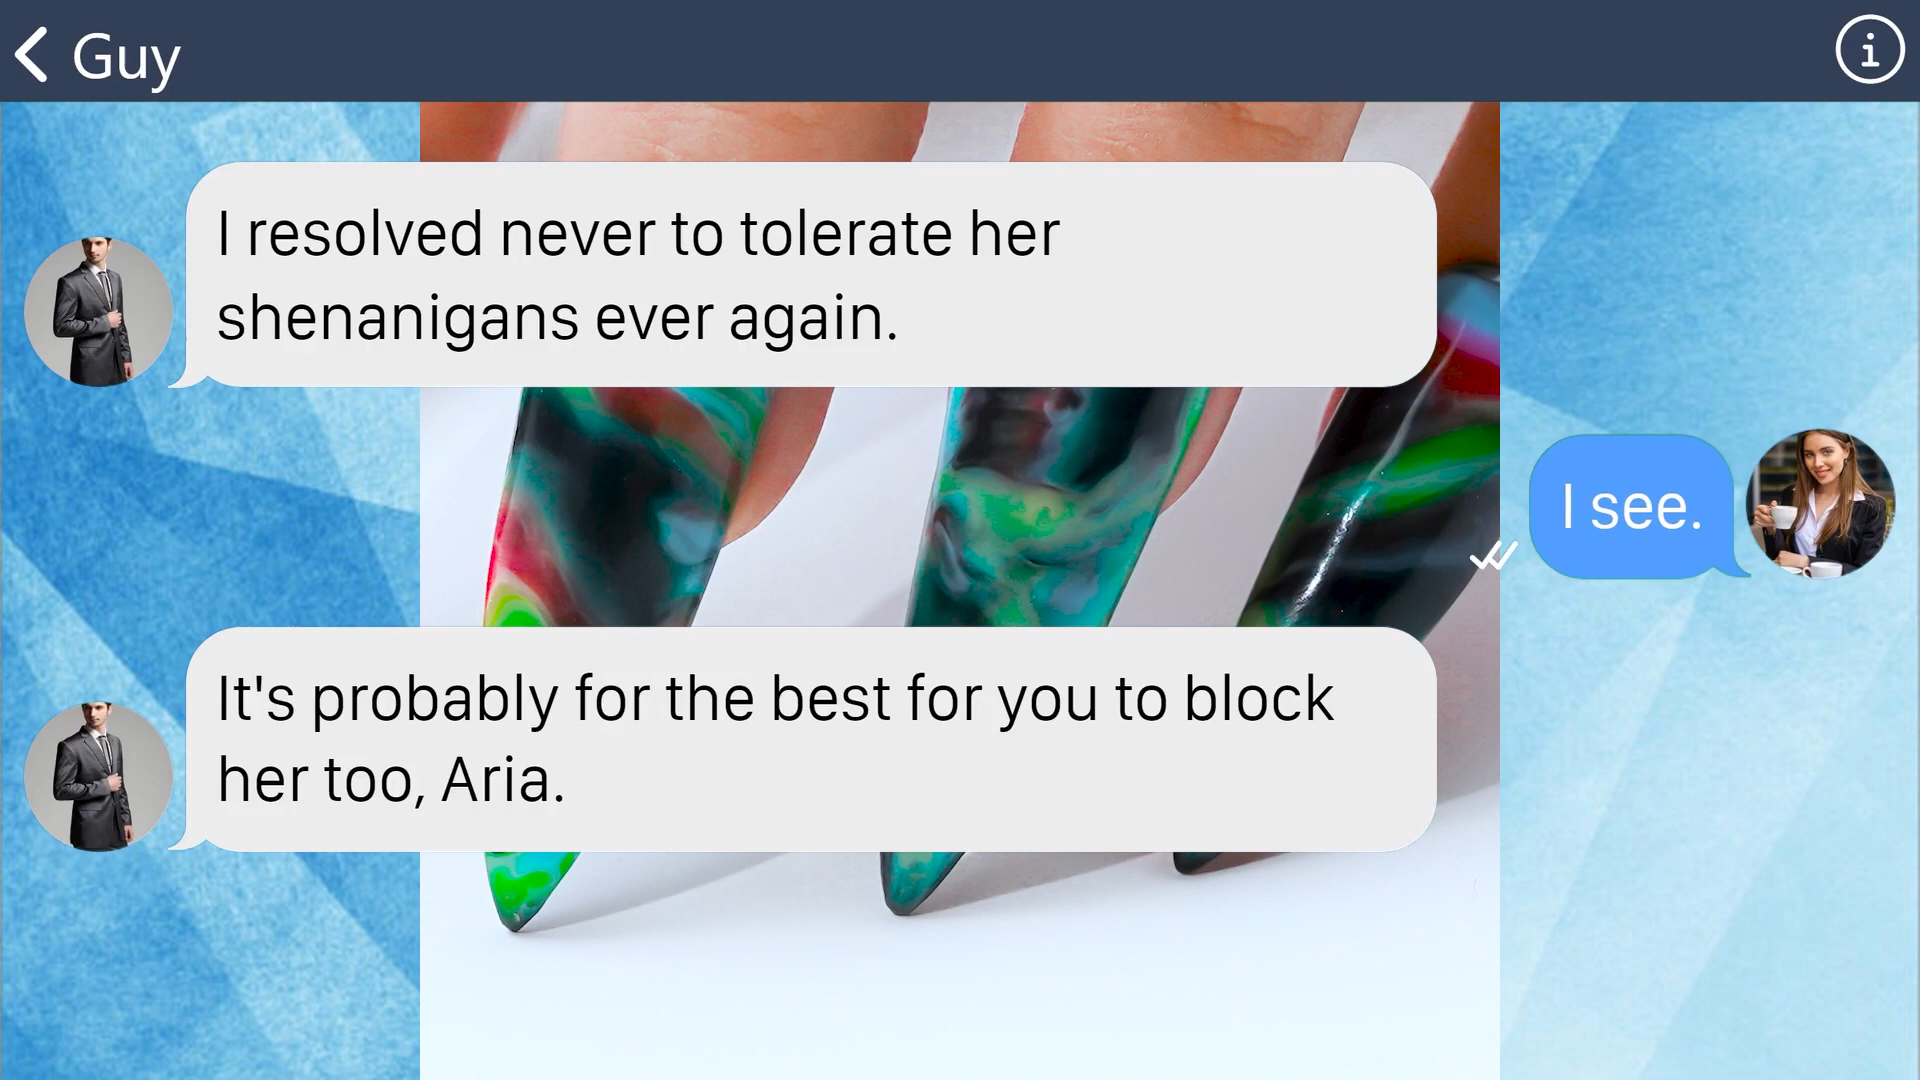 Guy
I resolved never to tolerate her
shenanigans ever again.
I see.
It's probably for the best for you to block
her too, Aria.